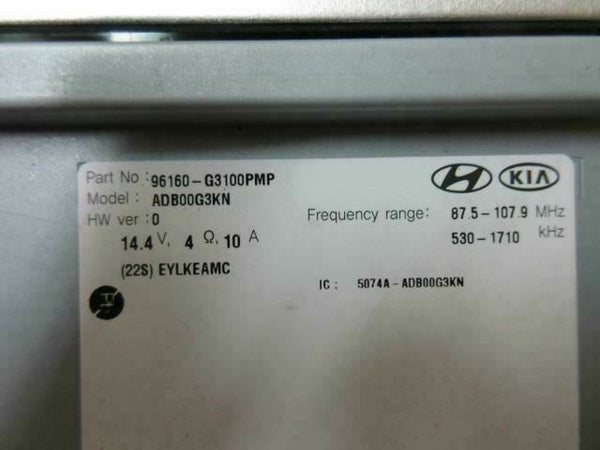 Part No : 96160-G3100PMP
Model : ADB00G3KN
HW ver : 0
14.4 V, 4 Ω, 10 A
(22S) EYLKEAMC
KIA
Frequency range: 87.5-107.9 MHz
530-1710 kHz
IC : 5074A-ADB00G3KN